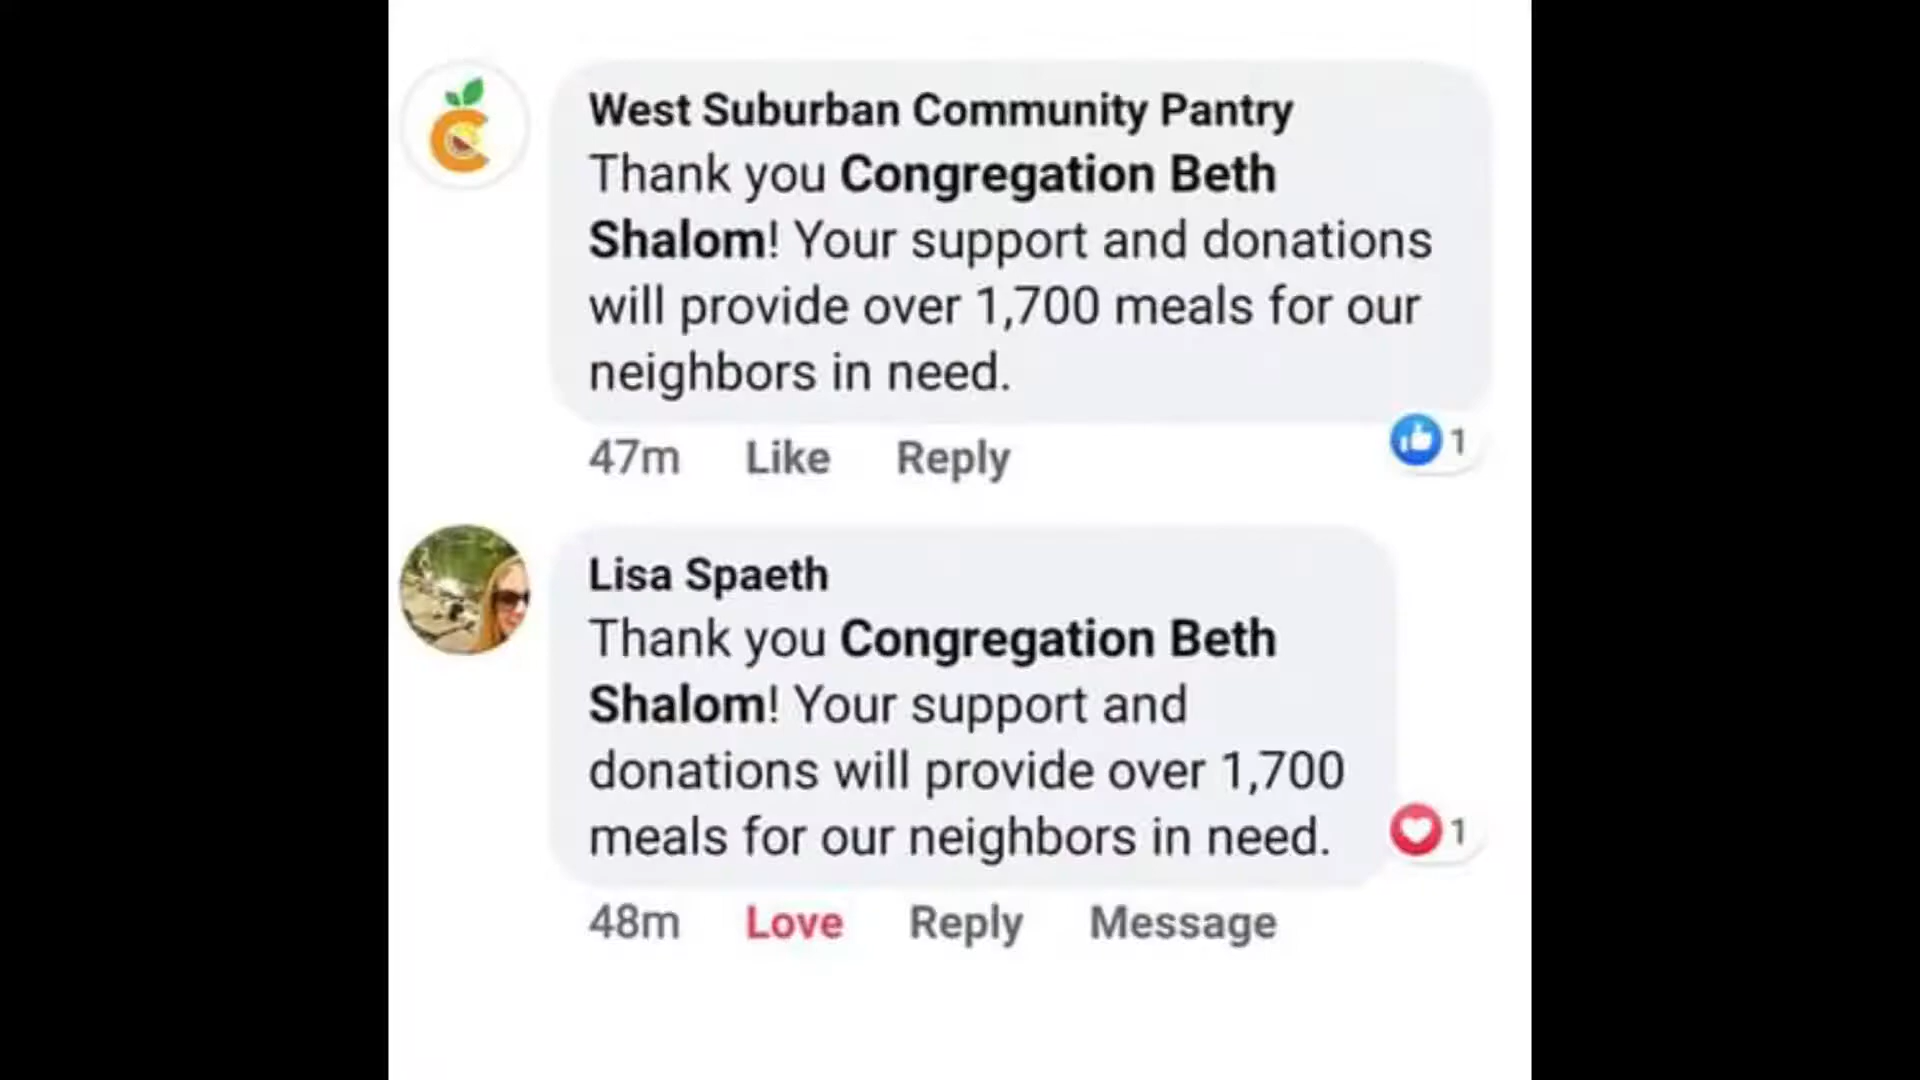 West Suburban Community Pantry
Thank you Congregation Beth
Shalom! Your support and donations
will provide over 1,700 meals for our
neighbors in need.
47m Like Reply 1
Lisa Spaeth
Thank you Congregation Beth
Shalom! Your support and
donations will provide over 1,700
meals for our neighbors in need.
1
48m Love Reply Message